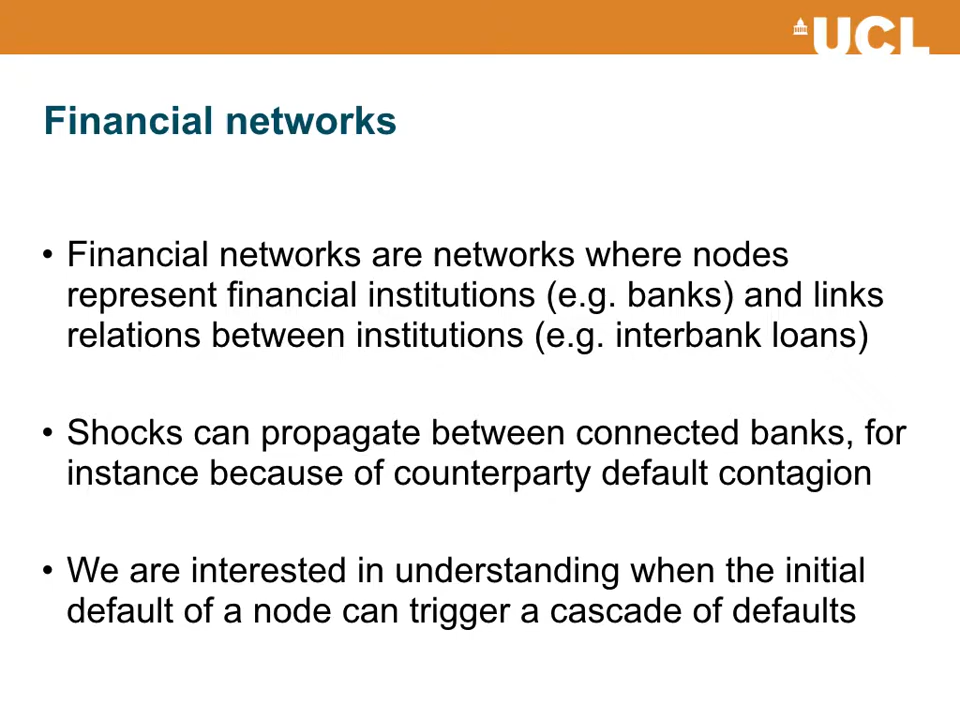 UCL
Financial networks
• Financial networks are networks where nodes
represent financial institutions (e.g. banks) and links
relations between institutions (e.g. interbank loans)
• Shocks can propagate between connected banks, for
instance because of counterparty default contagion
• We are interested in understanding when the initial
default of a node can trigger a cascade of defaults